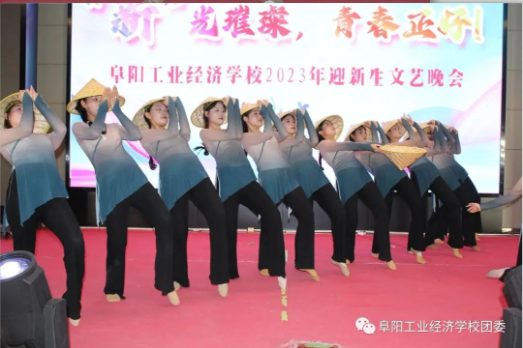 光璀璨，青春正好！
阜阳工业经济学校2023年迎新生文艺晚会
阜阳工业经济学校团委